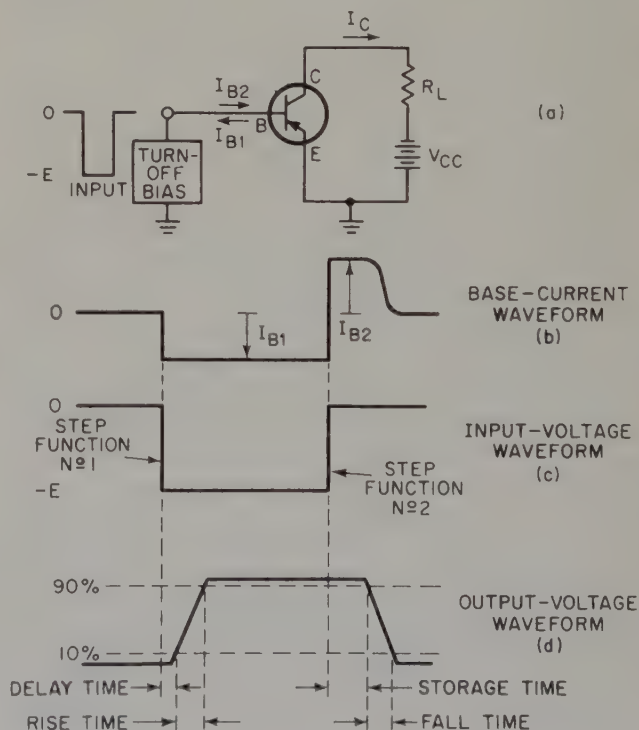 I_C
C
R_L
(a)
I_B2
0
B
I_B1
TURN-
OFF
BIAS
E
V_CC
-E
INPUT
BASE-CURRENT
WAVEFORM
(b)
0
I_B1
I_B2
0
STEP
FUNCTION
Nº1
INPUT-VOLTAGE
WAVEFORM
(c)
STEP
FUNCTION
Nº2
-E
90%
OUTPUT-VOLTAGE
WAVEFORM
(d)
10%
DELAY TIME
STORAGE TIME
RISE TIME
FALL TIME